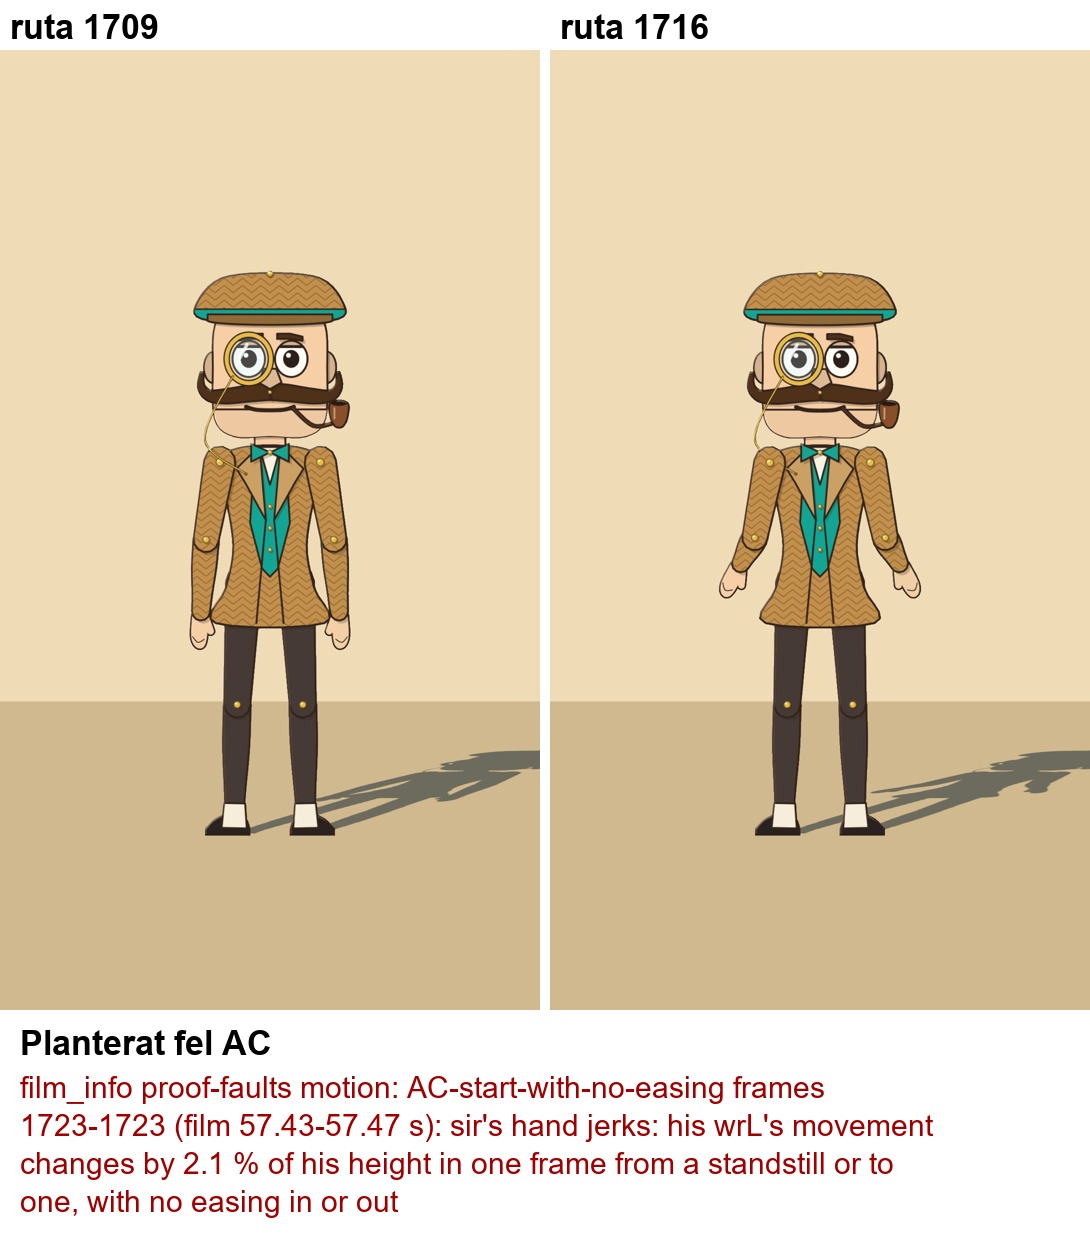 ruta 1709
ruta 1716
Planterat fel AC
film_info proof-faults motion: AC-start-with-no-easing frames
1723-1723 (film 57.43-57.47 s): sir's hand jerks: his wrL's movement
changes by 2.1 % of his height in one frame from a standstill or to
one, with no easing in or out